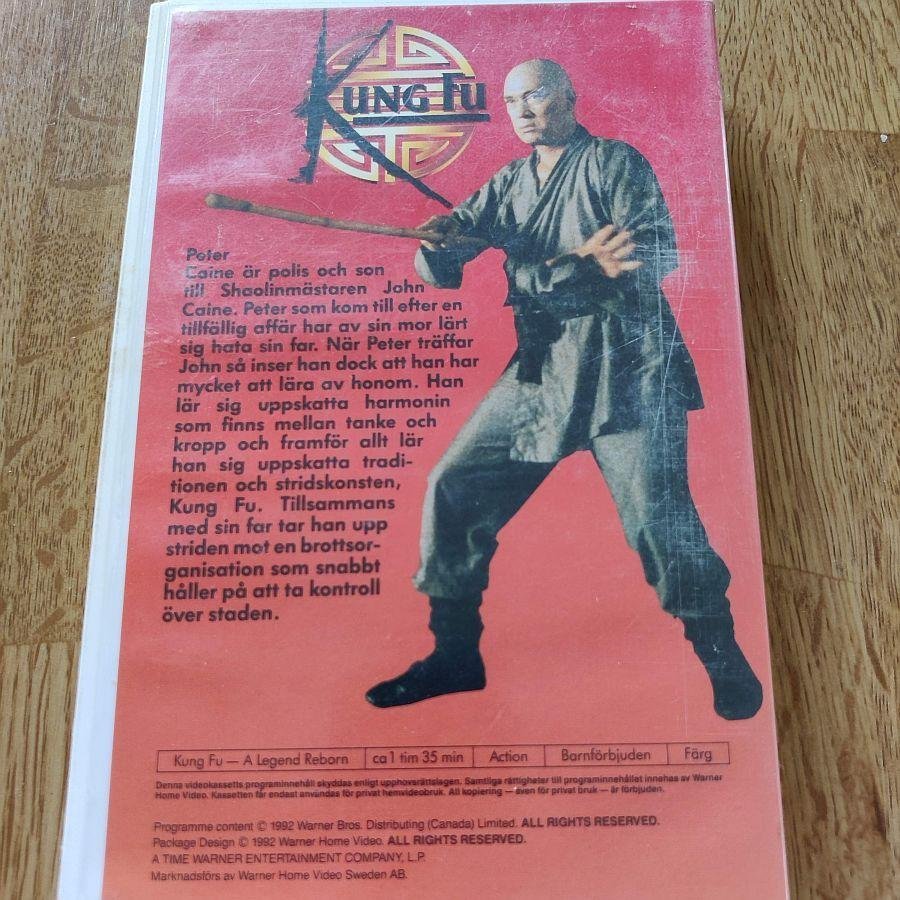 KUNG FU
Peter
Caine är polis och son
till Shaolinmästaren John
Caine. Peter som kom till efter en
tillfällig affär har av sin mor lärt
sig hata sin far. När Peter träffar
John så inser han dock att han har
mycket att lära av honom. Han
lär sig uppskatta harmonin
som finns mellan tanke och
kropp och framför allt lär
han sig uppskatta tradi-
tionen och stridskonsten,
Kung Fu. Tillsammans
med sin far tar han upp
striden mot en brottsor-
ganisation som snabbt
håller på att ta kontroll
över staden.
Kung Fu — A Legend Reborn ca 1 tim 35 min Action Barnförbjuden Färg
Denna videokassetts programinnehåll skyddas enligt upphovsrättslagen. Samtliga rättigheter till programinnehållet innehas av Warner
Home Video. Kassetten får endast användas för privat hemvideobruk. All kopiering — även för privat bruk — är förbjuden.
Programme content © 1992 Warner Bros. Distributing (Canada) Limited. ALL RIGHTS RESERVED.
Package Design © 1992 Warner Home Video. ALL RIGHTS RESERVED.
A TIME WARNER ENTERTAINMENT COMPANY, L.P.
Marknadsförs av Warner Home Video Sweden AB.